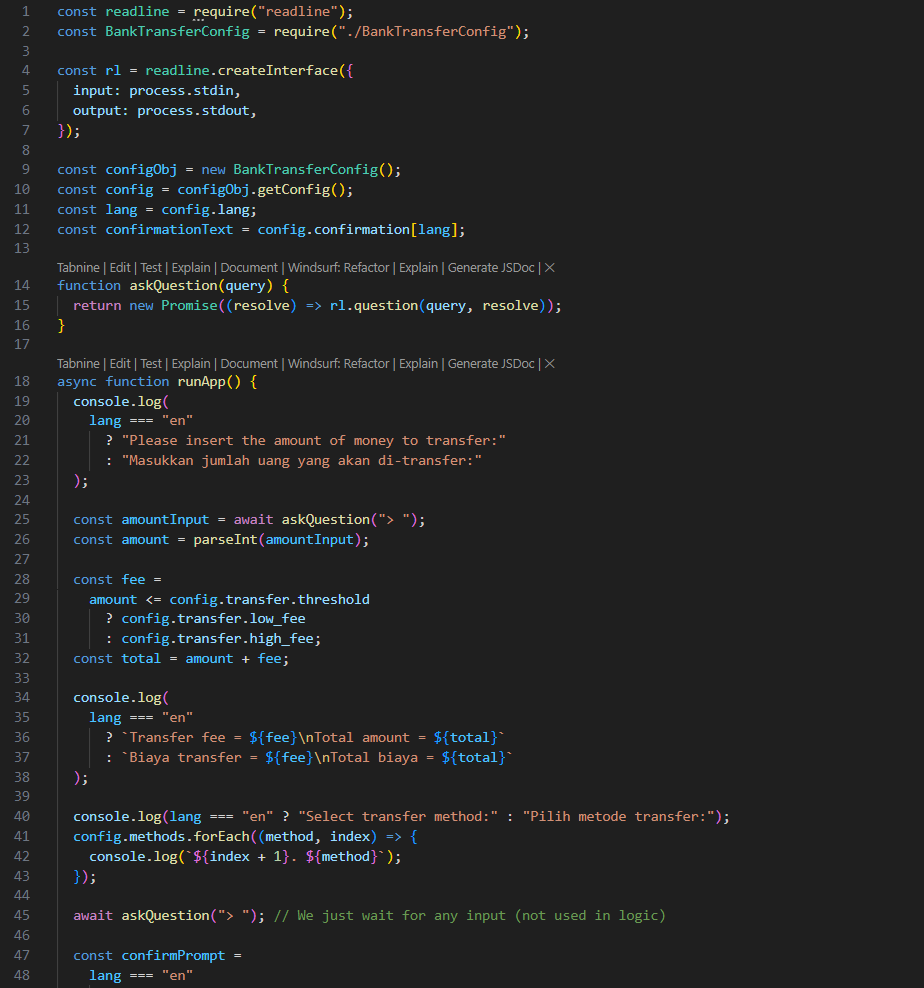 1 const readline = require("readline");
2 const BankTransferConfig = require("./BankTransferConfig");
3
4 const rl = readline.createInterface({
5   input: process.stdin,
6   output: process.stdout,
7 });
8
9 const configObj = new BankTransferConfig();
10 const config = configObj.getConfig();
11 const lang = config.lang;
12 const confirmationText = config.confirmation[lang];
13
Tabnine | Edit | Test | Explain | Document | Windsurf: Refactor | Explain | Generate JSDoc | ×
14 function askQuestion(query) {
15   return new Promise((resolve) => rl.question(query, resolve));
16 }
17
Tabnine | Edit | Test | Explain | Document | Windsurf: Refactor | Explain | Generate JSDoc | ×
18 async function runApp() {
19   console.log(
20     lang === "en"
21       ? "Please insert the amount of money to transfer:"
22       : "Masukkan jumlah uang yang akan di-transfer:"
23   );
24
25   const amountInput = await askQuestion("> ");
26   const amount = parseInt(amountInput);
27
28   const fee =
29     amount <= config.transfer.threshold
30       ? config.transfer.low_fee
31       : config.transfer.high_fee;
32   const total = amount + fee;
33
34   console.log(
35     lang === "en"
36       ? `Transfer fee = ${fee}\nTotal amount = ${total}`
37       : `Biaya transfer = ${fee}\nTotal biaya = ${total}`
38   );
39
40   console.log(lang === "en" ? "Select transfer method:" : "Pilih metode transfer:");
41   config.methods.forEach((method, index) => {
42     console.log(`${index + 1}. ${method}`);
43   });
44
45   await askQuestion("> "); // We just wait for any input (not used in logic)
46
47   const confirmPrompt =
48     lang === "en"